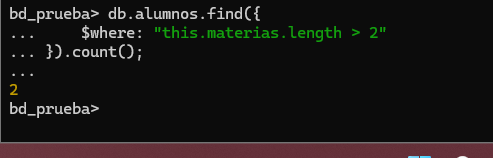 bd_prueba> db.alumnos.find({
...     $where: "this.materias.length > 2"
... }).count();
...
2
bd_prueba>